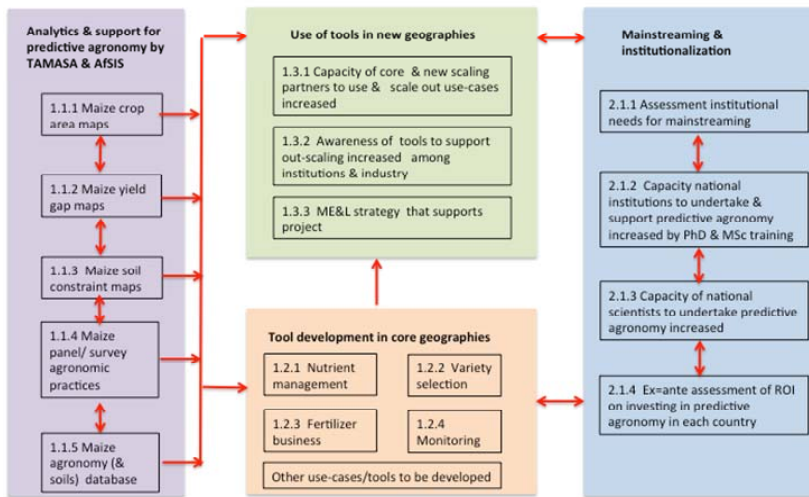 Analytics & support for
predictive agronomy by
TAMASA & AfSIS
1.1.1 Maize crop
area maps
1.1.2 Maize yield
gap maps
1.1.3 Maize soil
constraint maps
1.1.4 Maize
panel/ survey
agronomic
practices
1.1.5 Maize
agronomy (&
soils) database
Use of tools in new geographies
1.3.1 Capacity of core & new scaling
partners to use & scale out use-cases
increased
1.3.2 Awareness of tools to support
out-scaling increased among
institutions & industry
1.3.3 ME&L strategy that supports
project
Tool development in core geographies
1.2.1 Nutrient
management
1.2.2 Variety
selection
1.2.3 Fertilizer
business
1.2.4
Monitoring
Other use-cases/tools to be developed
Mainstreaming &
institutionalization
2.1.1 Assessment institutional
needs for mainstreaming
2.1.2 Capacity national
institutions to undertake &
support predictive agronomy
increased by PhD & MSc training
2.1.3 Capacity of national
scientists to undertake predictive
agronomy increased
2.1.4 Ex=ante assessment of ROI
on investing in predictive
agronomy in each country